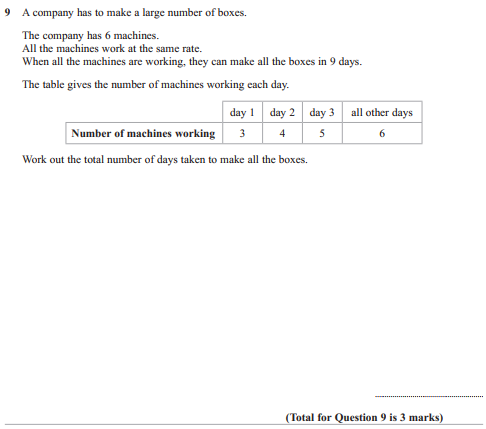 9 A company has to make a large number of boxes.
The company has 6 machines.
All the machines work at the same rate.
When all the machines are working, they can make all the boxes in 9 days.
The table gives the number of machines working each day.
day 1 day 2 day 3 all other days
Number of machines working 3 4 5 6
Work out the total number of days taken to make all the boxes.
(Total for Question 9 is 3 marks)